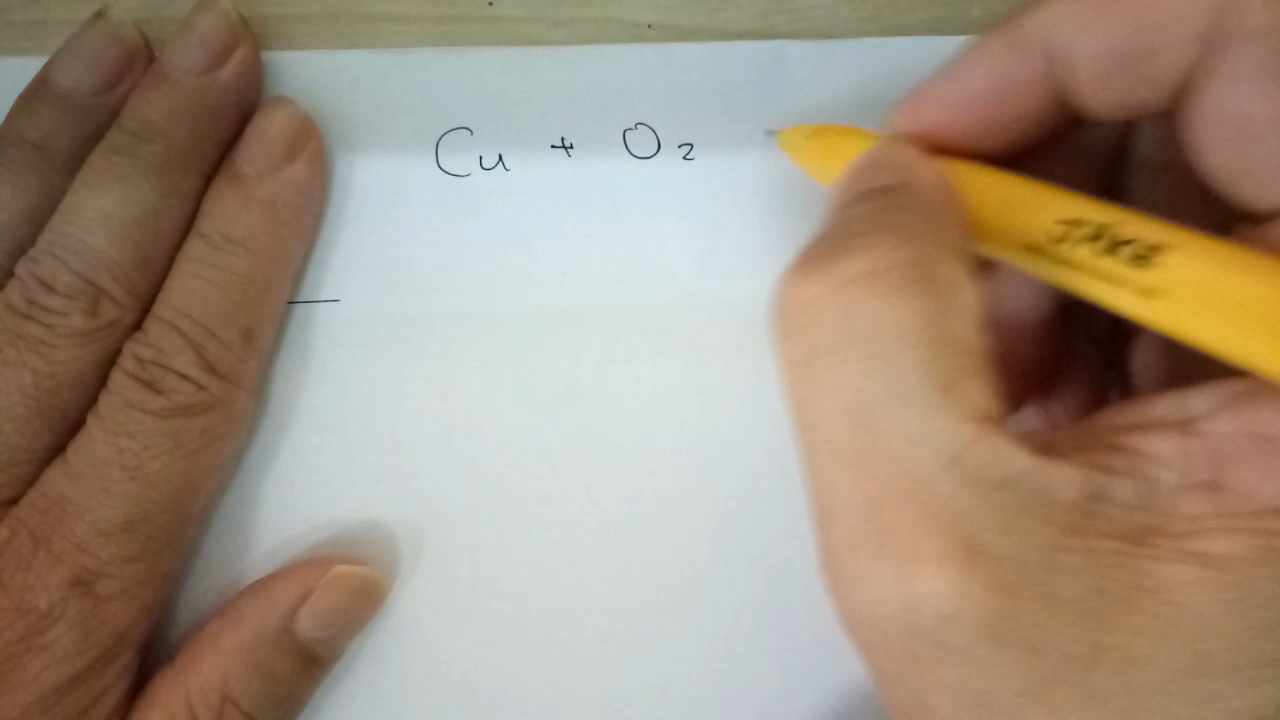 Cu + O₂